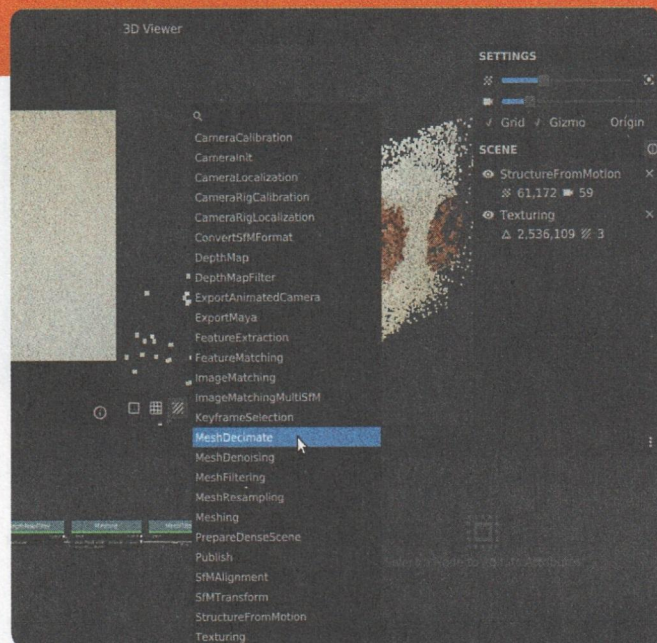 3D Viewer
SETTINGS
Grid Gizmo Origin
SCENE
StructureFromMotion
61,172 59
Texturing
2,536,109 3
CameraCalibration
CameraInit
CameraLocalization
CameraRigCalibration
CameraRigLocalization
ConvertSfMFormat
DepthMap
DepthMapFilter
ExportAnimatedCamera
ExportMaya
FeatureExtraction
FeatureMatching
ImageMatching
ImageMatchingMultiSfM
KeyframeSelection
MeshDecimate
MeshDenoising
MeshFiltering
MeshResampling
Meshing
PrepareDenseScene
Publish
SfMAlignment
SfMTransform
StructureFromMotion
Texturing